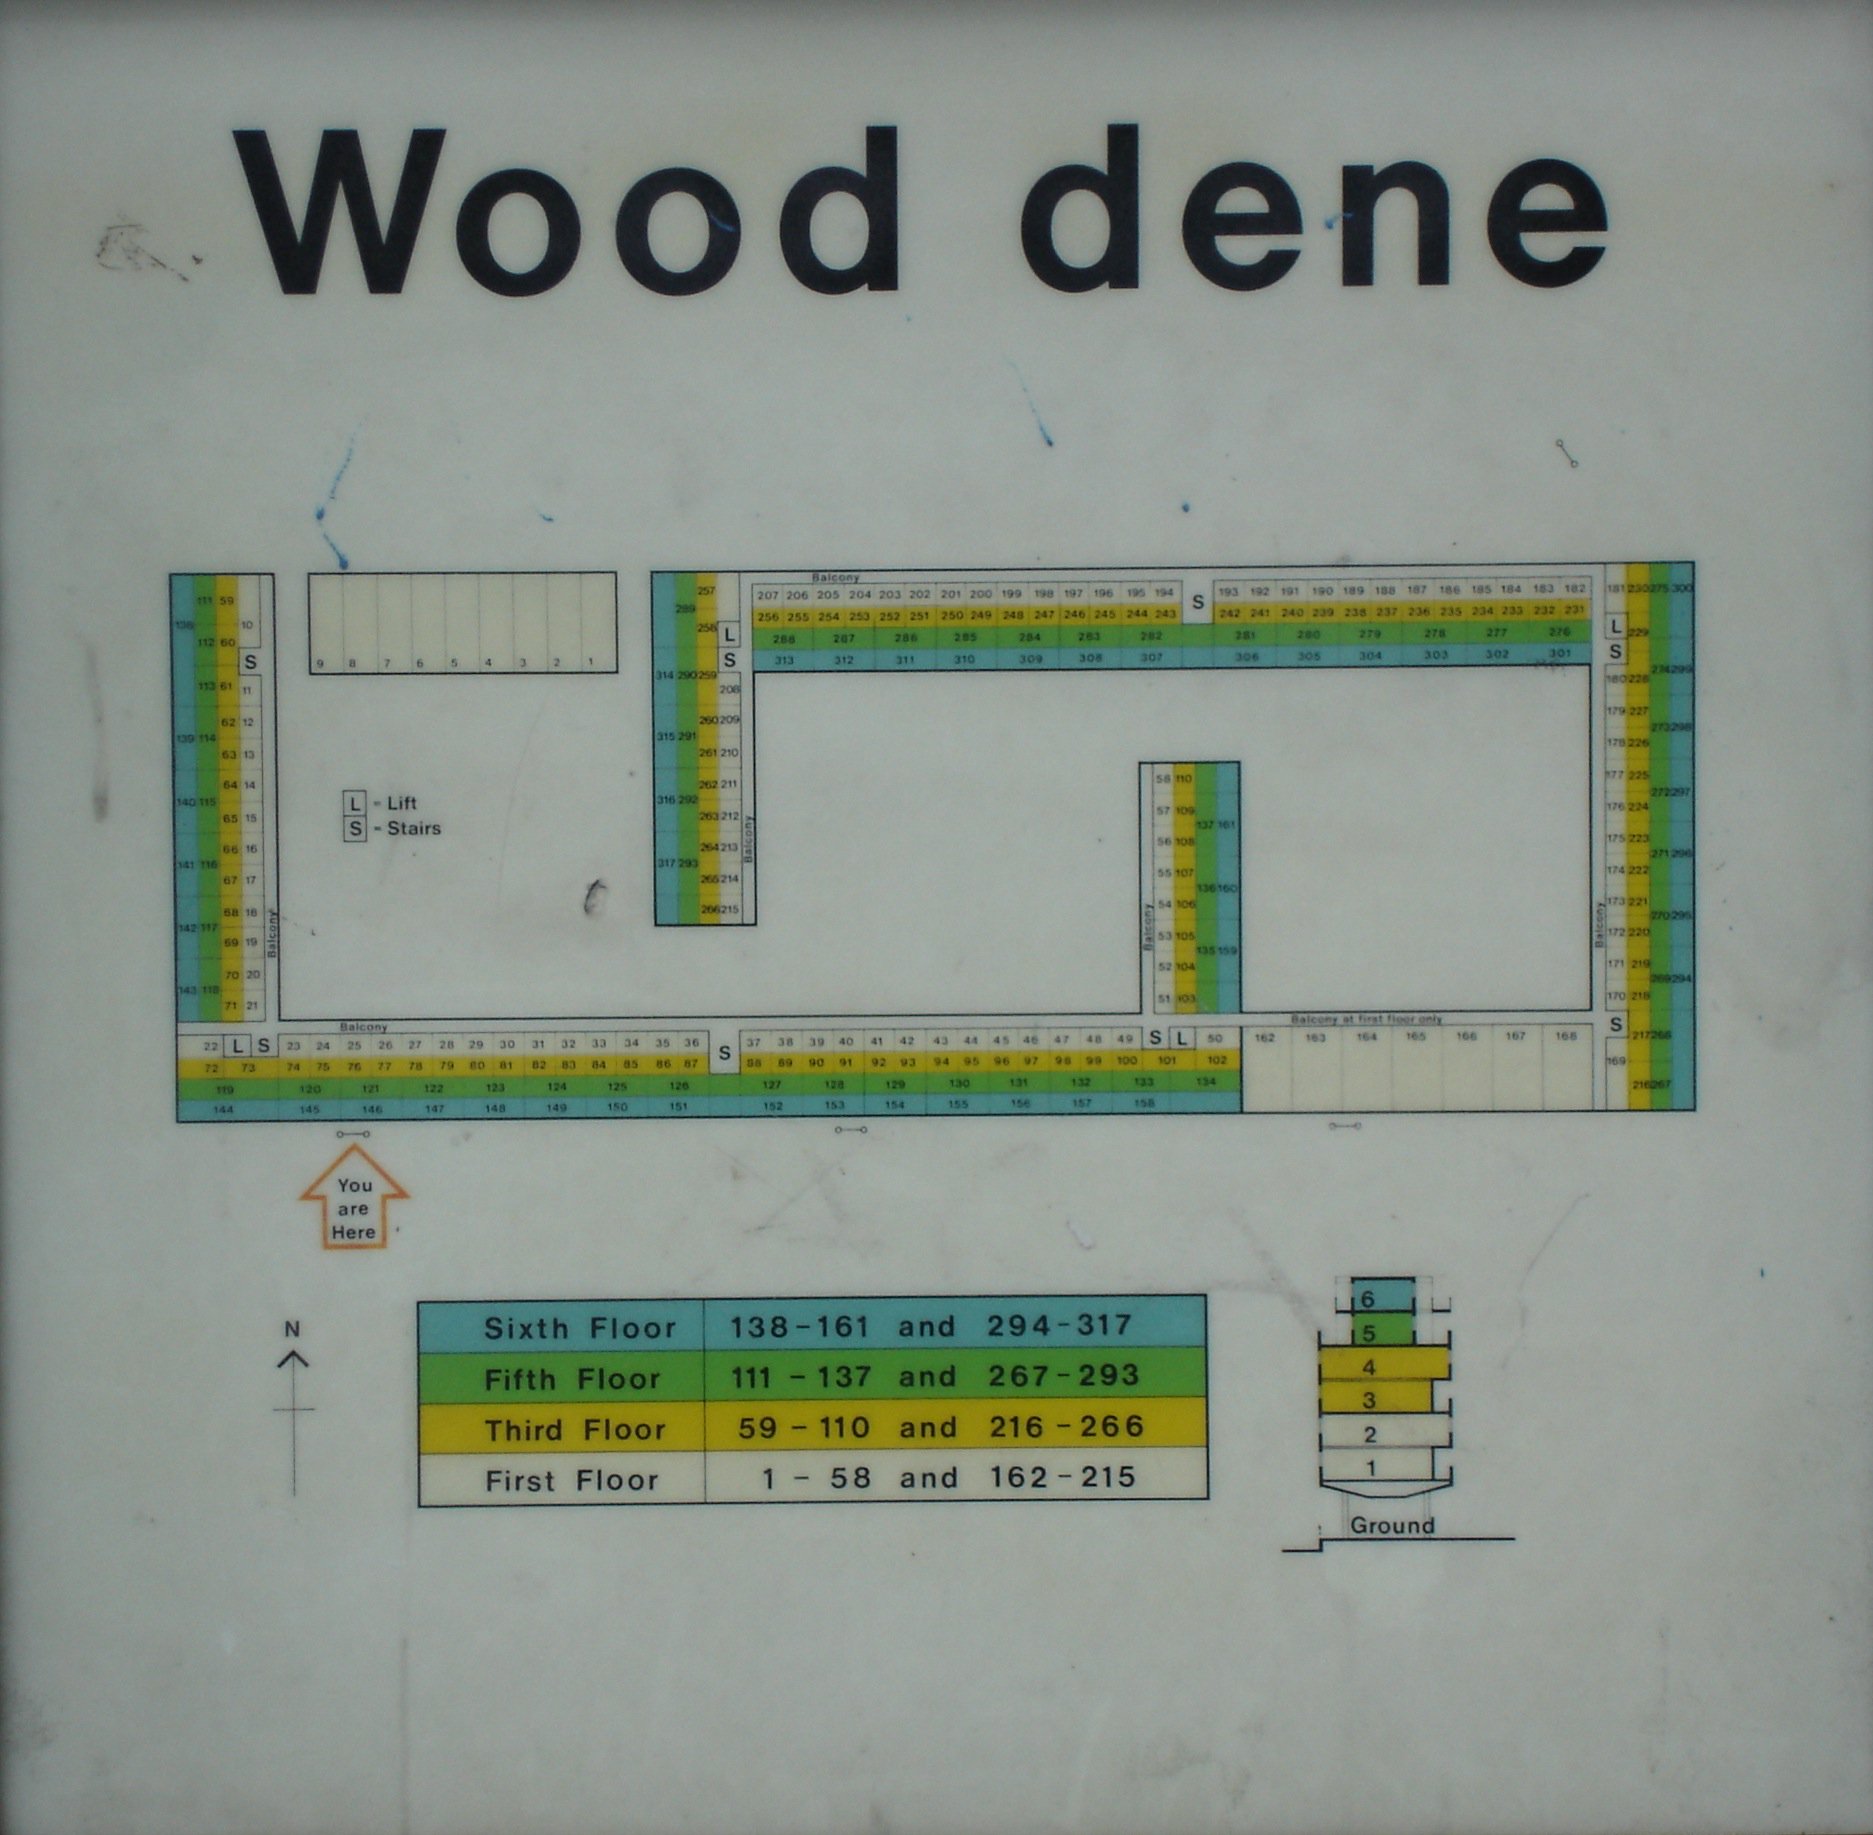 Wood dene
Balcony
207 206 205 204 203 202 201 200 199 198 197 196 195 194 S 193 192 191 190 189 188 187 186 185 184 183 182
256 255 254 253 252 251 250 249 248 247 246 245 244 243 242 241 240 239 238 237 236 235 234 233 232 231
288 287 286 285 284 283 282 281 280 279 278 277 276
313 312 311 310 309 308 307 306 305 304 303 302 301
111 59
138 10
112 60
S
113 61 11
62 12
139 114 63 13
64 14
140 115 65 15
66 16
141 116 67 17
68 18
142 117 69 19
70 20
143 118 71 21
Balcony
9 8 7 6 5 4 3 2 1
L - Lift
S - Stairs
257
289
258 L
S
314 290 259 208
260 209
315 291 261 210
262 211
316 292 263 212
264 213
317 293 265 214
266 215
Balcony
58 110
57 109
137 161
56 108
55 107
136 160
54 106
53 105
135 159
52 104
51 103
Balcony
181 230 275 300
L 229
S
180 228 274 299
179 227
178 226 273 298
177 225
176 224 272 297
175 223
174 222 271 296
173 221
172 220 270 295
171 219
170 218 269 294
S 217 268
169
216 267
Balcony
Balcony
Balcony at first floor only
22 L S 23 24 25 26 27 28 29 30 31 32 33 34 35 36 S 37 38 39 40 41 42 43 44 45 46 47 48 49 S L 50 162 163 164 165 166 167 168
72 73 74 75 76 77 78 79 80 81 82 83 84 85 86 87 88 89 90 91 92 93 94 95 96 97 98 99 100 101 102
119 120 121 122 123 124 125 126 127 128 129 130 131 132 133 134
144 145 146 147 148 149 150 151 152 153 154 155 156 157 158
You
are
Here
N
Sixth Floor 138-161 and 294-317
Fifth Floor 111 - 137 and 267-293
Third Floor 59 - 110 and 216-266
First Floor 1 - 58 and 162-215
6
5
4
3
2
1
Ground